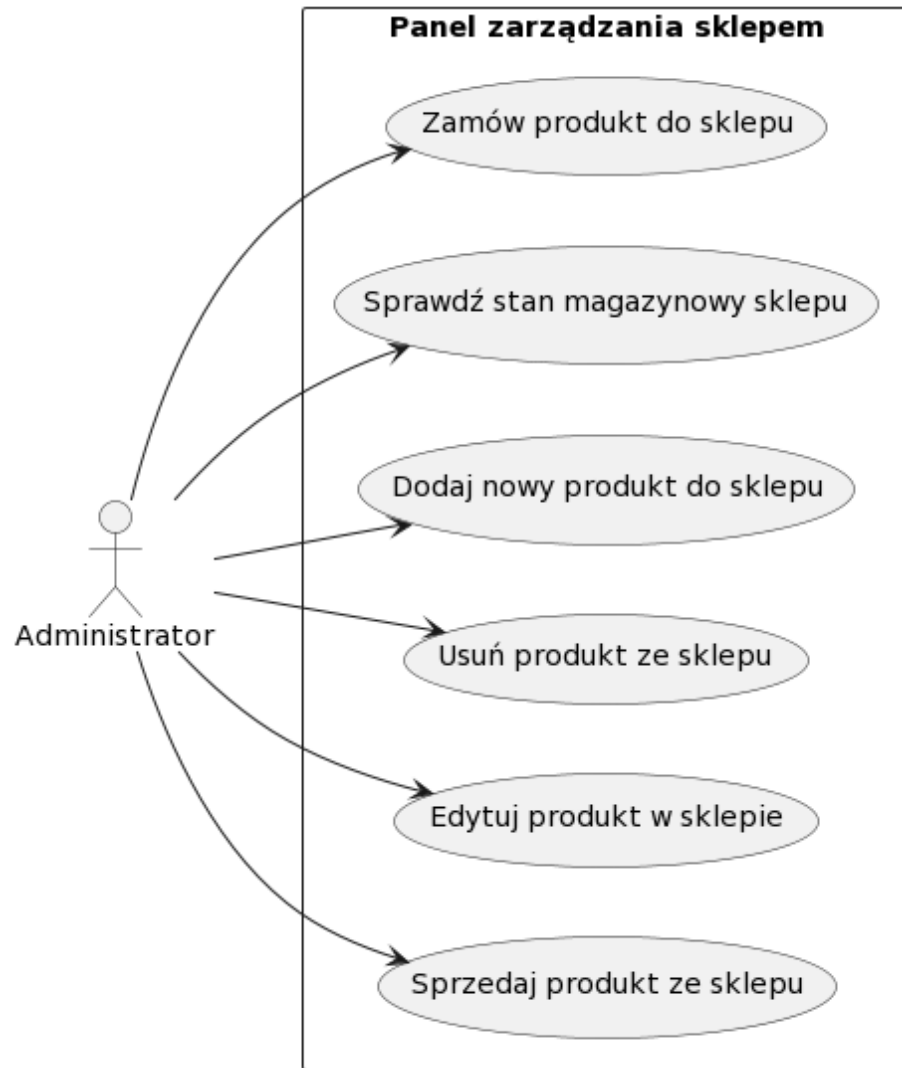 Panel zarządzania sklepem
Zamów produkt do sklepu
Sprawdź stan magazynowy sklepu
Dodaj nowy produkt do sklepu
Administrator
Usuń produkt ze sklepu
Edytuj produkt w sklepie
Sprzedaj produkt ze sklepu